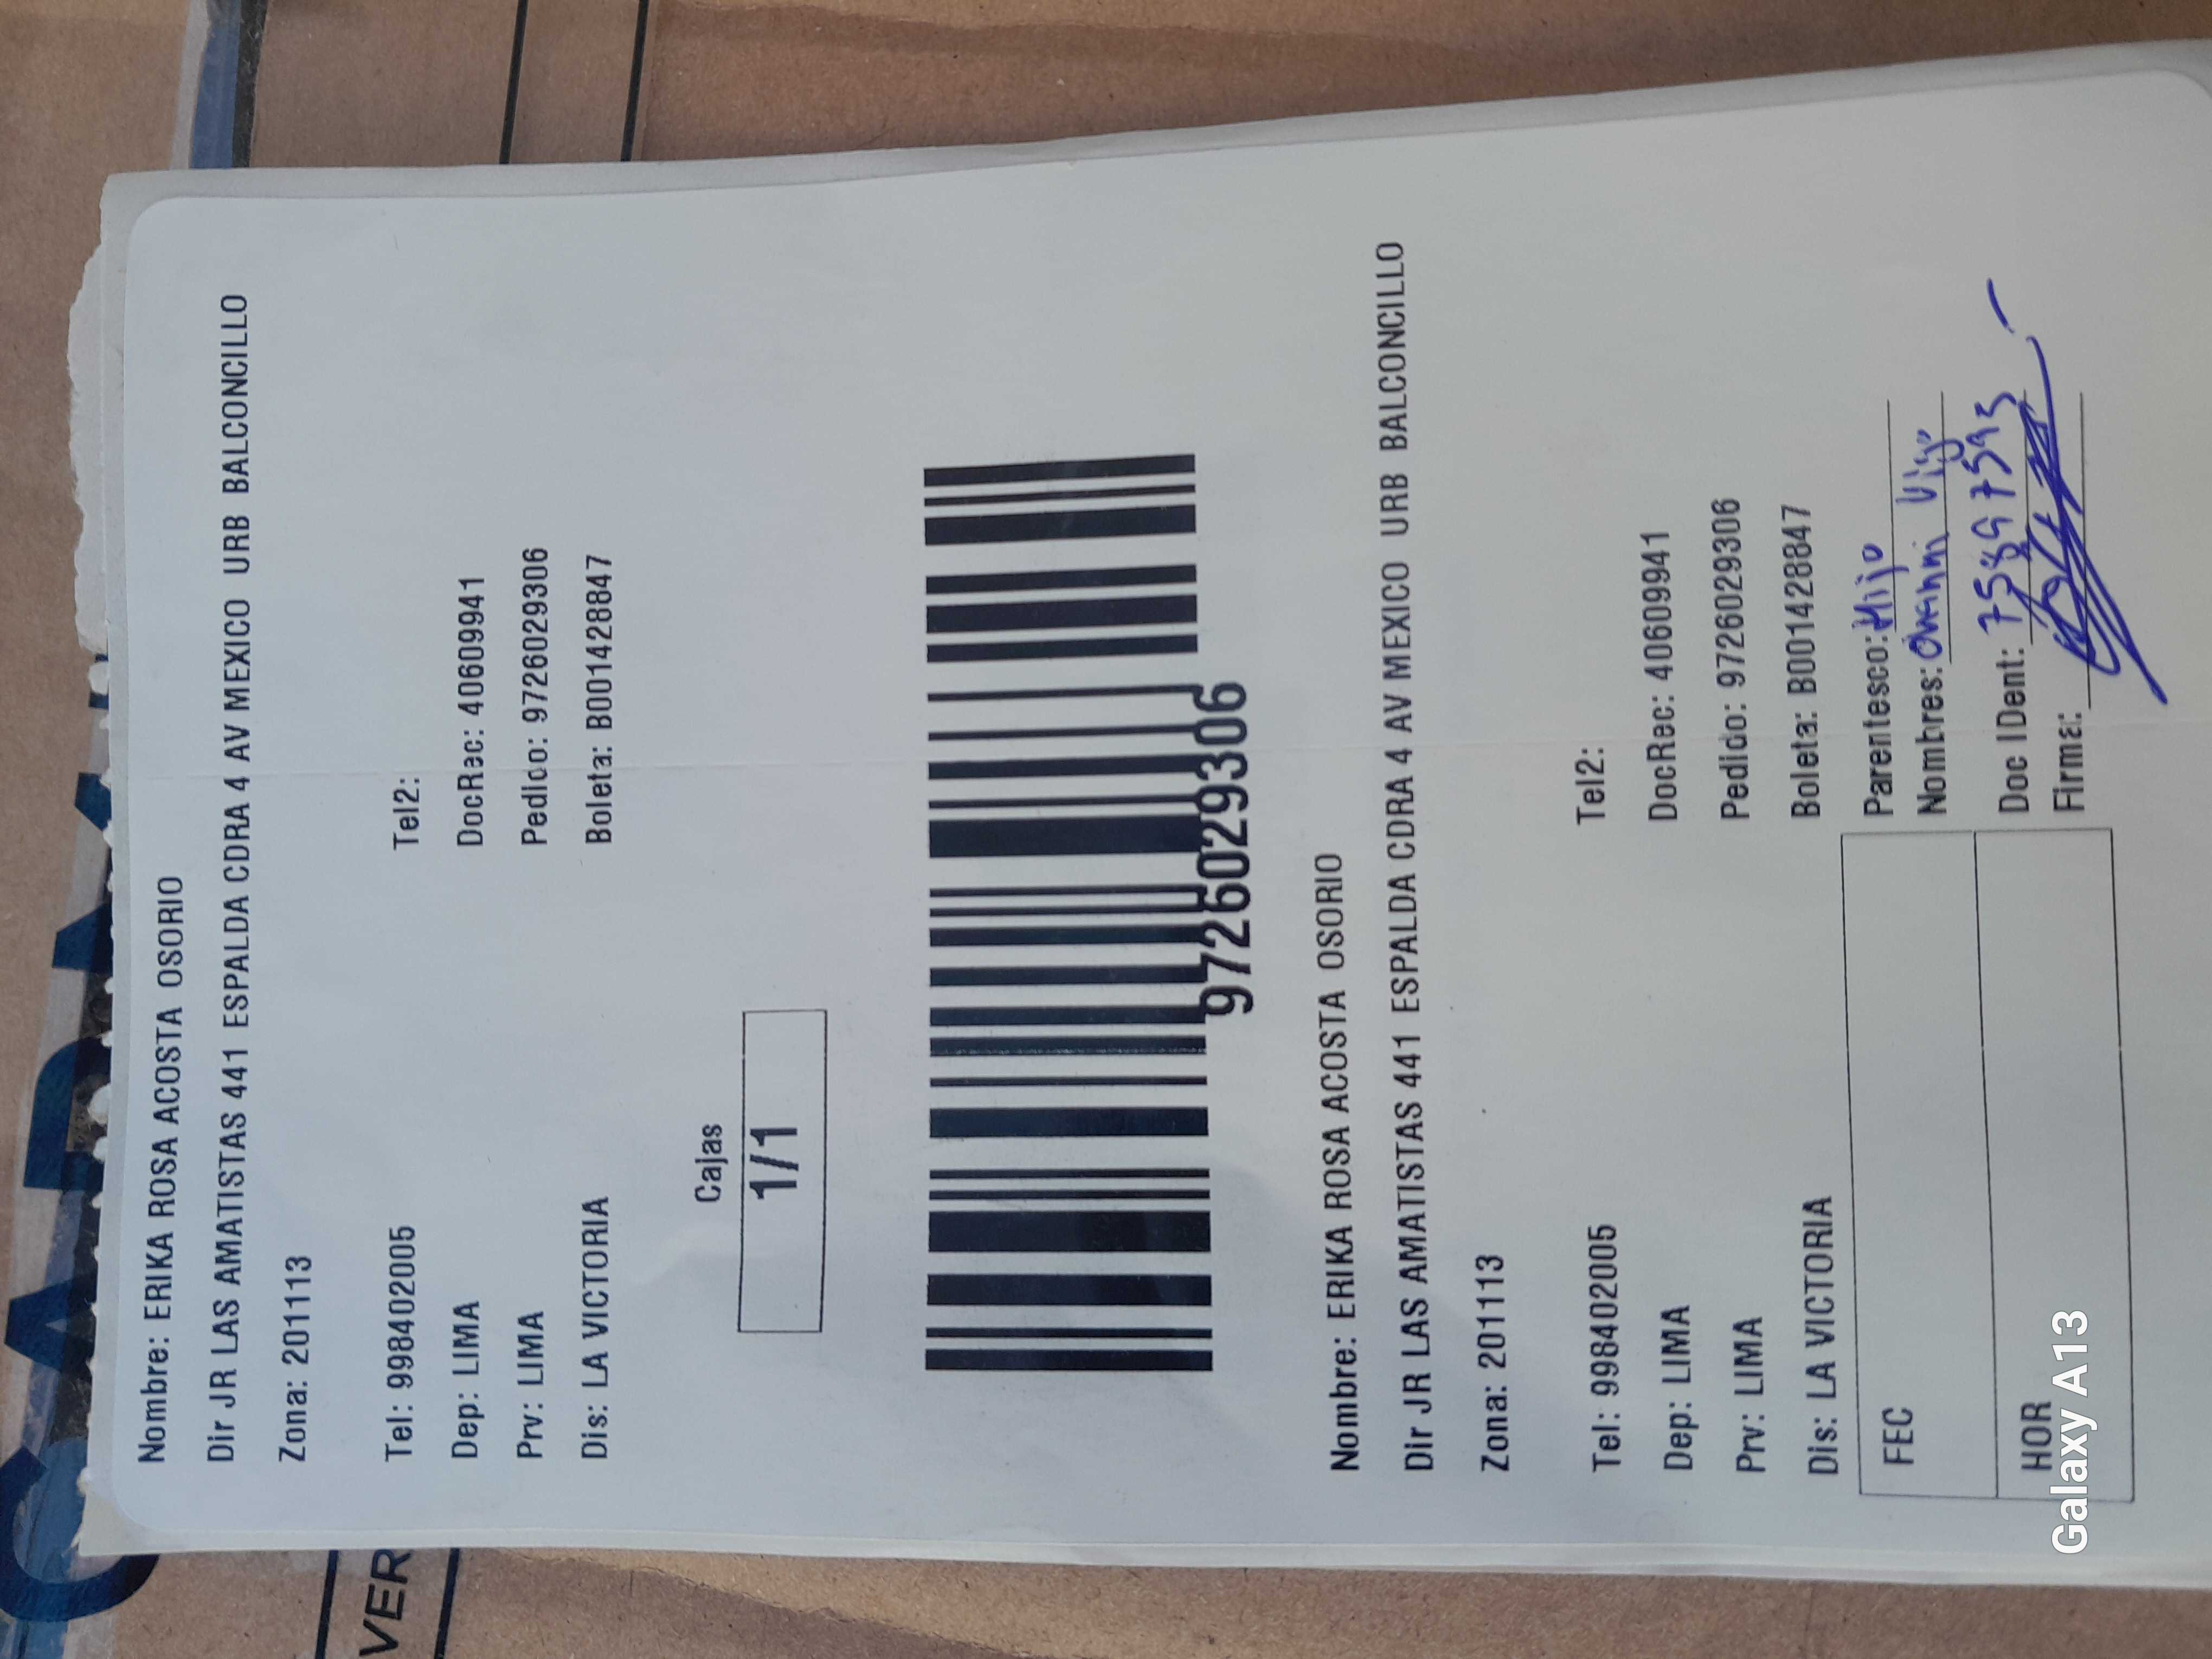 Nombre: ERIKA ROSA ACOSTA OSORIO
Dir JR LAS AMATISTAS 441 ESPALDA CDRA 4 AV MEXICO URB BALCONCILLO
Zona: 201113
Tel: 998402005 Tel2:
Dep: LIMA DocRec: 40609941
Prv: LIMA Pedido: 9726029306
Dis: LA VICTORIA Boleta: B001428847
Cajas
1/1
9726029306
Nombre: ERIKA ROSA ACOSTA OSORIO
Dir JR LAS AMATISTAS 441 ESPALDA CDRA 4 AV MEXICO URB BALCONCILLO
Zona: 201113
Tel: 998402005 Tel2:
Dep: LIMA DocRec: 40609941
Prv: LIMA Pedido: 9726029306
Dis: LA VICTORIA Boleta: B001428847
FEC Parentesco: Hijo
Nombres:
HOR Doc IDent: 75897595
Firma:
VER
Galaxy A13